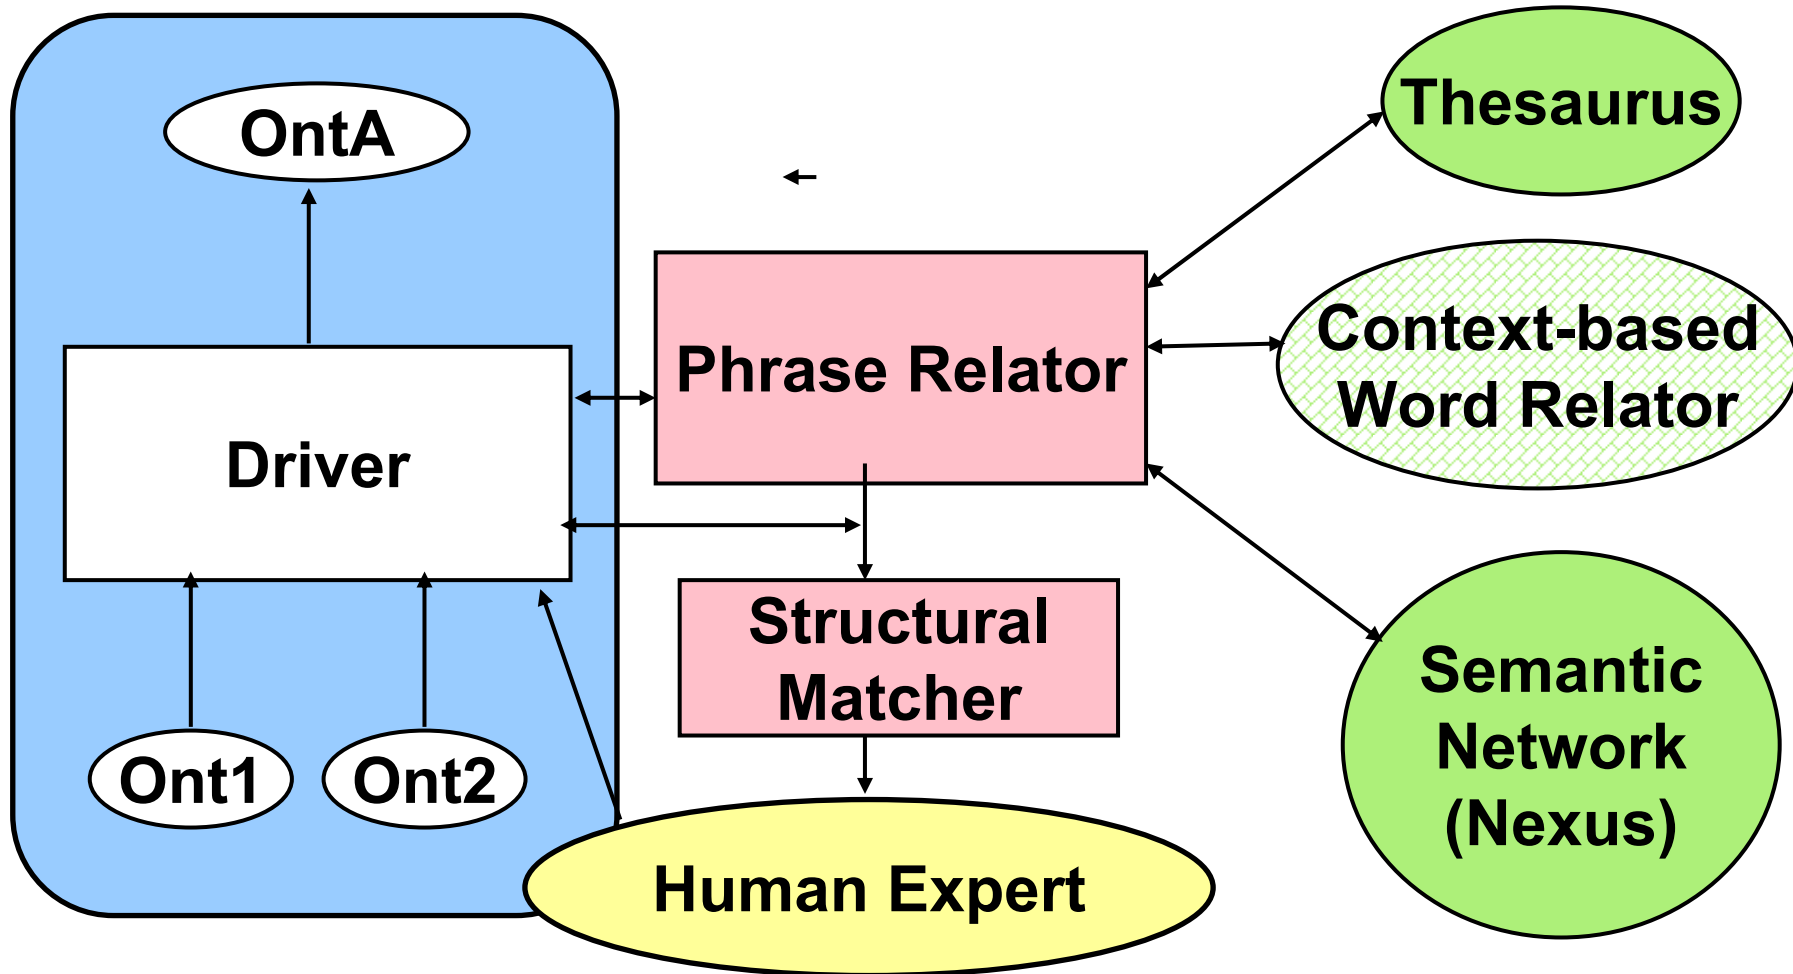 OntA
Driver
Ont1
Ont2
Phrase Relator
Structural
Matcher
Human Expert
Thesaurus
Context-based
Word Relator
Semantic
Network
(Nexus)